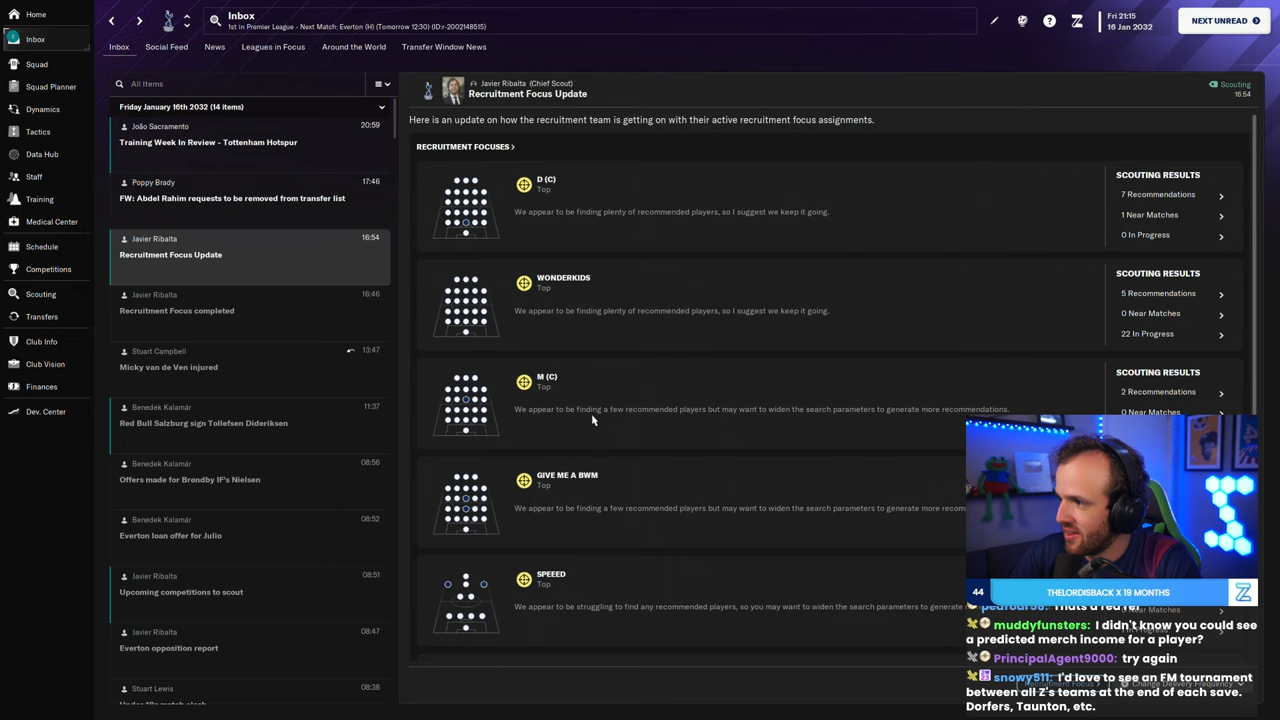 Home
Inbox
Squad
Squad Planner
Dynamics
Tactics
Data Hub
Staff
Training
Medical Center
Schedule
Competitions
Scouting
Transfers
Club Info
Club Vision
Finances
Dev. Center
Inbox
1st in Premier League - Next Match: Everton (H) (Tomorrow 12:30) (ID:r-2002148515)
Fri 21:15
16 Jan 2032
NEXT UNREAD
Inbox
Social Feed
News
Leagues in Focus
Around the World
Transfer Window News
All Items
Friday January 16th 2032 (14 items)
João Sacramento
20:59
Training Week In Review - Tottenham Hotspur
Poppy Brady
17:46
FW: Abdel Rahim requests to be removed from transfer list
Javier Ribalta
16:54
Recruitment Focus Update
Javier Ribalta
16:46
Recruitment Focus completed
Stuart Campbell
13:47
Micky van de Ven injured
Benedek Kalamár
11:37
Red Bull Salzburg sign Tollefsen Dideriksen
Benedek Kalamár
08:56
Offers made for Brøndby IF's Nielsen
Benedek Kalamár
08:52
Everton loan offer for Julio
Javier Ribalta
08:51
Upcoming competitions to scout
Javier Ribalta
08:47
Everton opposition report
Stuart Lewis
08:38
Javier Ribalta (Chief Scout)
Recruitment Focus Update
Scouting
16:54
Here is an update on how the recruitment team is getting on with their active recruitment focus assignments.
RECRUITMENT FOCUSES >
D (C)
Top
We appear to be finding plenty of recommended players, so I suggest we keep it going.
SCOUTING RESULTS
7 Recommendations
1 Near Matches
0 In Progress
WONDERKIDS
Top
We appear to be finding plenty of recommended players, so I suggest we keep it going.
SCOUTING RESULTS
5 Recommendations
0 Near Matches
22 In Progress
M (C)
Top
We appear to be finding a few recommended players but may want to widen the search parameters to generate more recommendations.
SCOUTING RESULTS
2 Recommendations
0 Near Matches
GIVE ME A BWM
Top
We appear to be finding a few recommended players but may want to widen the search parameters to generate more recom
SPEEED
Top
We appear to be struggling to find any recommended players, so you may want to widen the search parameters to generate
44
THELORDISBACK X 19 MONTHS
muddyfunsters: I didn't know you could see
a predicted merch income for a player?
PrincipalAgent9000: try again
snowy511: I'd love to see an FM tournament
between all Z's teams at the end of each save.
Dorfers, Taunton, etc.